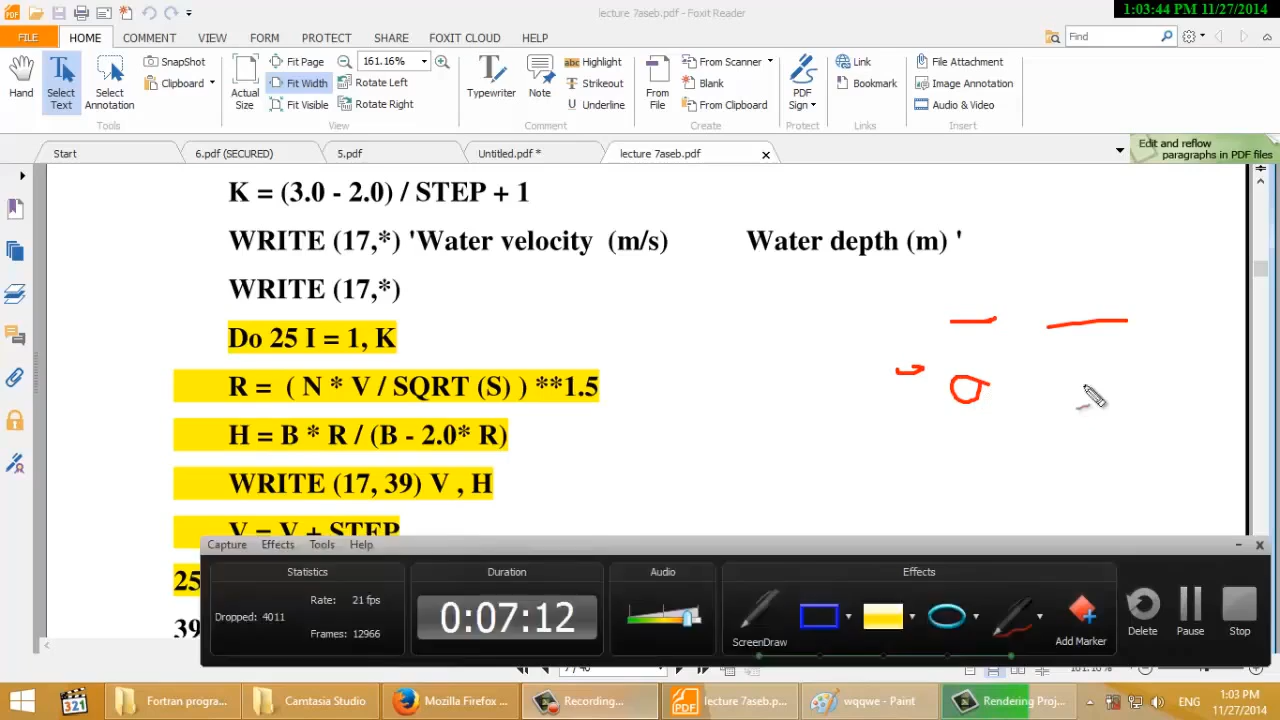 1:03:44 PM 11/27/2014
lecture 7aseb.pdf - Foxit Reader
FILE HOME COMMENT VIEW FORM PROTECT SHARE FOXIT CLOUD HELP Find
SnapShot Fit Page 161.16% Highlight From Scanner Link File Attachment
Clipboard Fit Width Rotate Left Strikeout Blank Bookmark Image Annotation
Hand Select Text Select Annotation Actual Size Fit Visible Rotate Right Typewriter Note Underline From File From Clipboard PDF Sign Audio & Video
Tools View Comment Create Protect Links Insert
Start 6.pdf (SECURED) 5.pdf Untitled.pdf * lecture 7aseb.pdf Edit and reflow paragraphs in PDF files
K = (3.0 - 2.0) / STEP + 1
WRITE (17,*) 'Water velocity (m/s) Water depth (m) '
WRITE (17,*)
Do 25 I = 1, K
R = ( N * V / SQRT (S) ) **1.5
H = B * R / (B - 2.0* R)
WRITE (17, 39) V , H
V = V + STEP
25
39
Capture Effects Tools Help
Statistics Duration Audio Effects
Rate: 21 fps
Dropped: 4011
Frames: 12966
0:07:12
ScreenDraw Add Marker Delete Pause Stop
161.16%
321 Fortran progra... Camtasia Studio Mozilla Firefox Recording... lecture 7aseb.p... wqqwe - Paint Rendering Proj... ENG 1:03 PM
11/27/2014